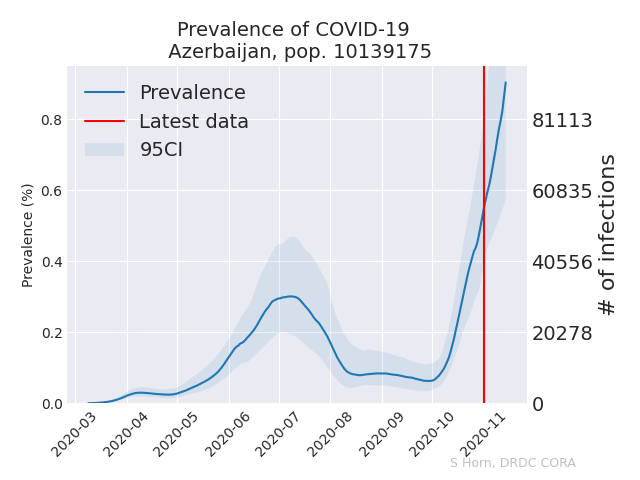 Prevalence of COVID-19
Azerbaijan, pop. 10139175
Prevalence
Latest data
95CI
Prevalence (%)
0.8
0.6
0.4
0.2
0.0
81113
60835
40556
20278
0
# of infections
2020-03
2020-04
2020-05
2020-06
2020-07
2020-08
2020-09
2020-10
2020-11
S Horn, DRDC CORA